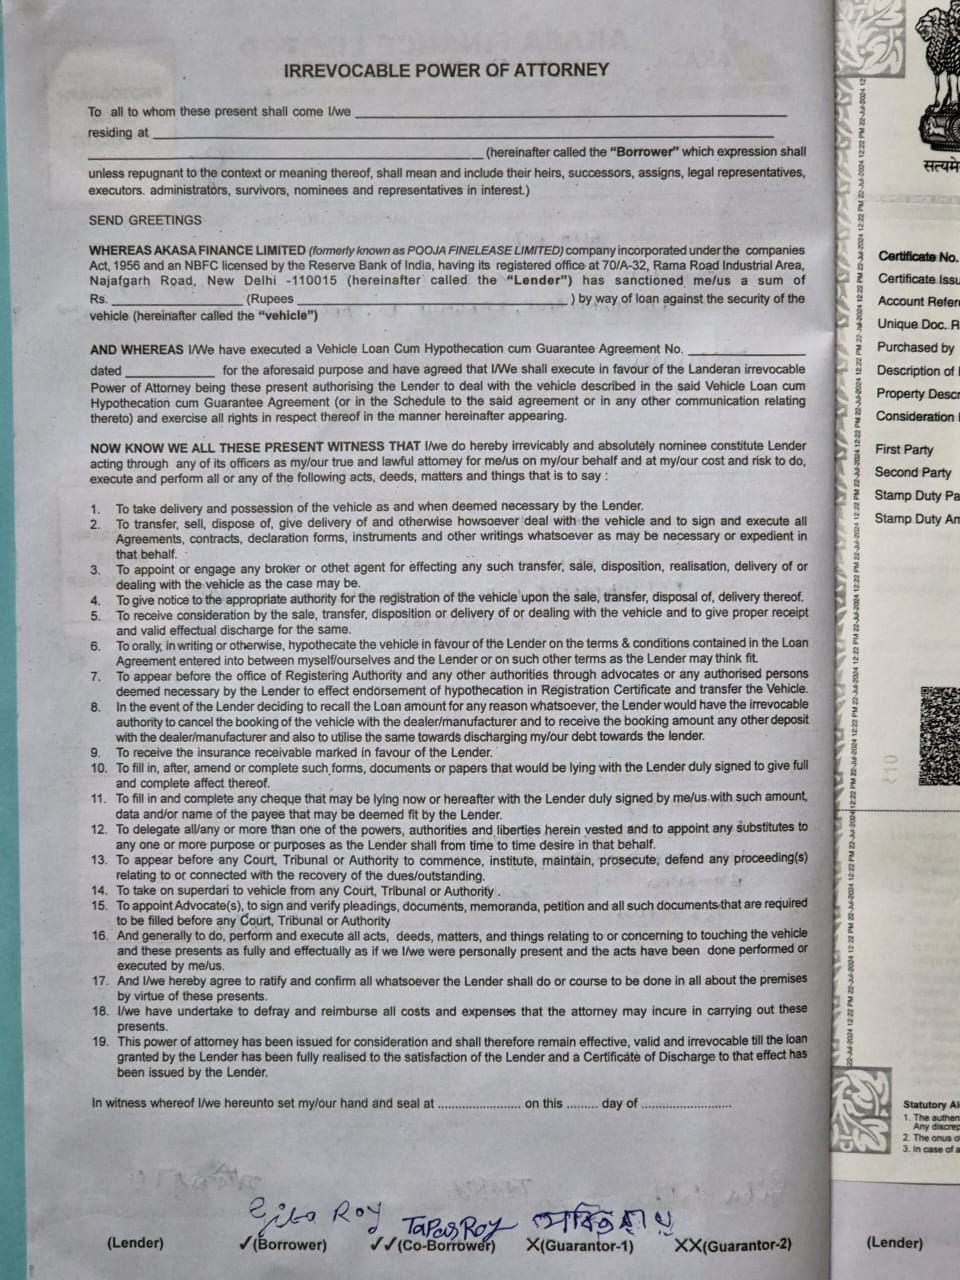 IRREVOCABLE POWER OF ATTORNEY
To all to whom these present shall come I/we
residing at
(hereinafter called the "Borrower" which expression shall
unless repugnant to the context or meaning thereof, shall mean and include their heirs, successors, assigns, legal representatives,
executors. administrators, survivors, nominees and representatives in interest.)
SEND GREETINGS
WHEREAS AKASA FINANCE LIMITED (formerly known as POOJA FINELEASE LIMITED) company incorporated under the companies
Act, 1956 and an NBFC licensed by the Reserve Bank of India, having its registered office at 70/A-32, Rama Road Industrial Area,
Najafgarh Road, New Delhi -110015 (hereinafter called the "Lender") has sanctioned me/us a sum of
Rs. (Rupees ) by way of loan against the security of the
vehicle (hereinafter called the "vehicle")
AND WHEREAS I/We have executed a Vehicle Loan Cum Hypothecation cum Guarantee Agreement No.
dated for the aforesaid purpose and have agreed that I/We shall execute in favour of the Landeran irrevocable
Power of Attorney being these present authorising the Lender to deal with the vehicle described in the said Vehicle Loan cum
Hypothecation cum Guarantee Agreement (or in the Schedule to the said agreement or in any other communication relating
thereto) and exercise all rights in respect thereof in the manner hereinafter appearing.
NOW KNOW WE ALL THESE PRESENT WITNESS THAT I/we do hereby irrevicably and absolutely nominee constitute Lender
acting through any of its officers as my/our true and lawful attorney for me/us on my/our behalf and at my/our cost and risk to do,
execute and perform all or any of the following acts, deeds, matters and things that is to say :
1. To take delivery and possession of the vehicle as and when deemed necessary by the Lender.
2. To transfer, sell, dispose of, give delivery of and otherwise howsoever deal with the vehicle and to sign and execute all
Agreements, contracts, declaration forms, instruments and other writings whatsoever as may be necessary or expedient in
that behalf.
3. To appoint or engage any broker or othet agent for effecting any such transfer, sale, disposition, realisation, delivery of or
dealing with the vehicle as the case may be.
4. To give notice to the appropriate authority for the registration of the vehicle upon the sale, transfer, disposal of, delivery thereof.
5. To receive consideration by the sale, transfer, disposition or delivery of or dealing with the vehicle and to give proper receipt
and valid effectual discharge for the same.
6. To orally, in writing or otherwise, hypothecate the vehicle in favour of the Lender on the terms & conditions contained in the Loan
Agreement entered into between myself/ourselves and the Lender or on such other terms as the Lender may think fit.
7. To appear before the office of Registering Authority and any other authorities through advocates or any authorised persons
deemed necessary by the Lender to effect endorsement of hypothecation in Registration Certificate and transfer the Vehicle.
8. In the event of the Lender deciding to recall the Loan amount for any reason whatsoever, the Lender would have the irrevocable
authority to cancel the booking of the vehicle with the dealer/manufacturer and to receive the booking amount any other deposit
with the dealer/manufacturer and also to utilise the same towards discharging my/our debt towards the lender.
9. To receive the insurance receivable marked in favour of the Lender.
10. To fill in, after, amend or complete such forms, documents or papers that would be lying with the Lender duly signed to give full
and complete affect thereof.
11. To fill in and complete any cheque that may be lying now or hereafter with the Lender duly signed by me/us with such amount,
data and/or name of the payee that may be deemed fit by the Lender.
12. To delegate all/any or more than one of the powers, authorities and liberties herein vested and to appoint any substitutes to
any one or more purpose or purposes as the Lender shall from time to time desire in that behalf.
13. To appear before any Court, Tribunal or Authority to commence, institute, maintain, prosecute, defend any proceeding(s)
relating to or connected with the recovery of the dues/outstanding.
14. To take on superdari to vehicle from any Court, Tribunal or Authority .
15. To appoint Advocate(s), to sign and verify pleadings, documents, memoranda, petition and all such documents that are required
to be filled before any Court, Tribunal or Authority
16. And generally to do, perform and execute all acts, deeds, matters, and things relating to or concerning to touching the vehicle
and these presents as fully and effectually as if we I/we were personally present and the acts have been done performed or
executed by me/us.
17. And I/we hereby agree to ratify and confirm all whatsoever the Lender shall do or course to be done in all about the premises
by virtue of these presents.
18. I/we have undertake to defray and reimburse all costs and expenses that the attorney may incure in carrying out these
presents.
19. This power of attorney has been issued for consideration and shall therefore remain effective, valid and irrevocable till the loan
granted by the Lender has been fully realised to the satisfaction of the Lender and a Certificate of Discharge to that effect has
been issued by the Lender.
In witness whereof I/we hereunto set my/our hand and seal at ........................ on this ......... day of ..........................
Roy Tapas Roy
(Lender) ✓(Borrower) ✓✓(Co-Borrower) X(Guarantor-1) XX(Guarantor-2)
सत्यमे
Certificate No.
Certificate Issu
Account Refere
Unique Doc. R
Purchased by
Description of
Property Descr
Consideration
First Party
Second Party
Stamp Duty Pa
Stamp Duty Am
22-Jul-2024 12:22 PM
Statutory Al
1. The authen
Any discrep
2. The onus o
3. In case of a
(Lender)